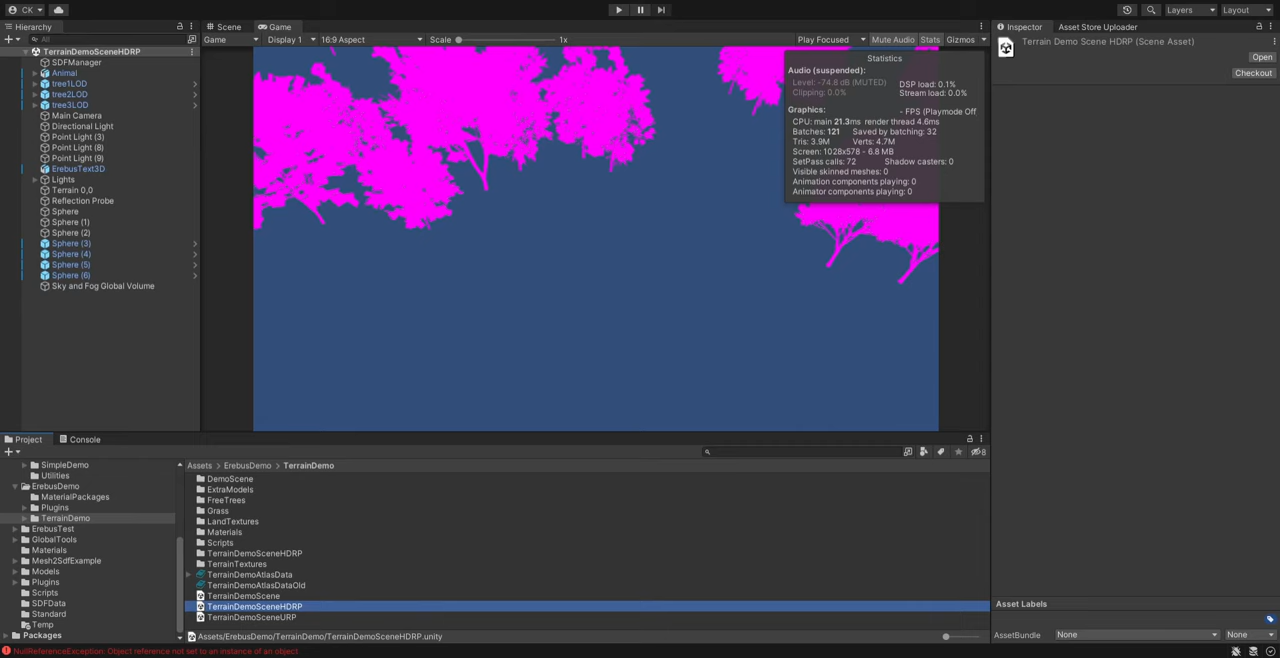 CK
Layers
Layout
Hierarchy
All
TerrainDemoSceneHDRP
SDFManager
Animal
tree1LOD
tree2LOD
tree3LOD
Main Camera
Directional Light
Point Light (3)
Point Light (8)
Point Light (9)
ErebusText3D
Lights
Terrain 0,0
Reflection Probe
Sphere
Sphere (1)
Sphere (2)
Sphere (3)
Sphere (4)
Sphere (5)
Sphere (6)
Sky and Fog Global Volume
Scene
Game
Game
Display 1
16:9 Aspect
Scale
1x
Play Focused
Mute Audio
Stats
Gizmos
Statistics
Audio (suspended):
Level: -74.8 dB (MUTED)
DSP load: 0.1%
Clipping: 0.0%
Stream load: 0.0%
Graphics:
- FPS (Playmode Off
CPU: main 21.3ms render thread 4.6ms
Batches: 121 Saved by batching: 32
Tris: 3.9M Verts: 4.7M
Screen: 1028x578 - 6.8 MB
SetPass calls: 72 Shadow casters: 0
Visible skinned meshes: 0
Animation components playing: 0
Animator components playing: 0
Inspector
Asset Store Uploader
Terrain Demo Scene HDRP (Scene Asset)
Open
Checkout
Project
Console
8
SimpleDemo
Utilities
ErebusDemo
MaterialPackages
Plugins
TerrainDemo
ErebusTest
GlobalTools
Materials
Mesh2SdfExample
Models
Plugins
Scripts
SDFData
Standard
Temp
Packages
Assets > ErebusDemo > TerrainDemo
DemoScene
ExtraModels
FreeTrees
Grass
LandTextures
Materials
Scripts
TerrainDemoSceneHDRP
TerrainTextures
TerrainDemoAtlasData
TerrainDemoAtlasDataOld
TerrainDemoScene
TerrainDemoSceneHDRP
TerrainDemoSceneURP
Assets/ErebusDemo/TerrainDemo/TerrainDemoSceneHDRP.unity
Asset Labels
AssetBundle
None
None
NullReferenceException: Object reference not set to an instance of an object